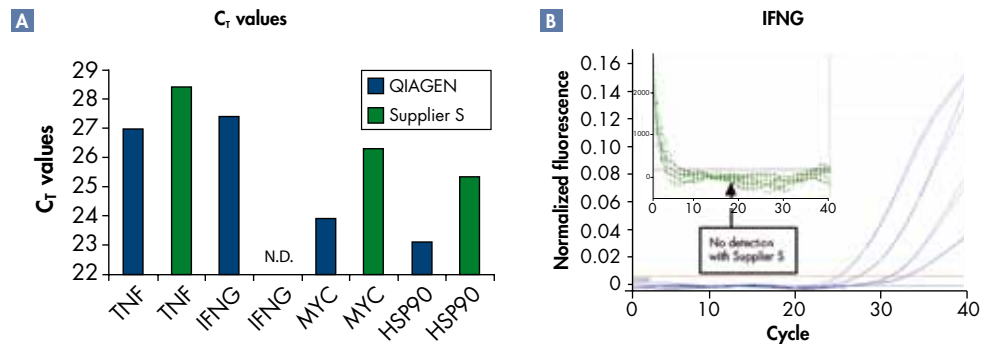 A
C_T values
C_T values
29
28
27
26
25
24
23
22
QIAGEN
Supplier S
N.D.
TNF
TNF
IFNG
IFNG
MYC
MYC
HSP90
HSP90
B
IFNG
Normalized fluorescence
0.16
0.14
0.12
0.10
0.08
0.06
0.04
0.02
0
2000
1000
0
0 10 20 30 40
No detection
with Supplier S
0 10 20 30 40
Cycle